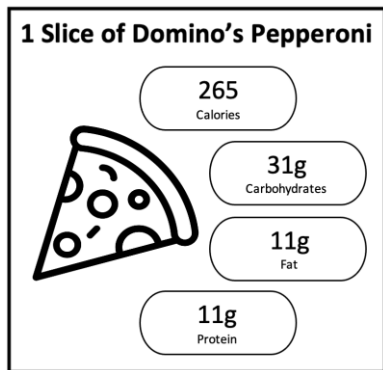 1 Slice of Domino’s Pepperoni
265
Calories
31g
Carbohydrates
11g
Fat
11g
Protein